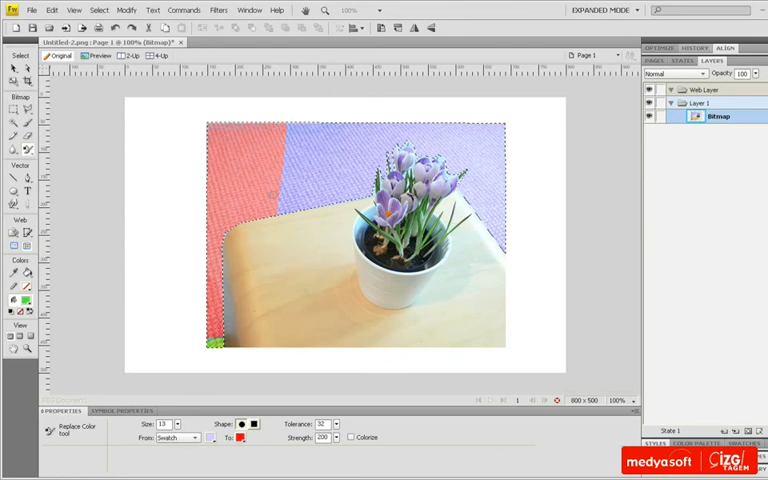 Fw File Edit View Select Modify Text Commands Filters Window Help 100% EXPANDED MODE
Untitled-2.png: Page 1 @ 100% (Bitmap)*
Original Preview 2-Up 4-Up Page 1
Select
Bitmap
Vector
Web
Colors
View
OPTIMIZE HISTORY ALIGN
PAGES STATES LAYERS
Normal Opacity 100
Web Layer
Layer 1
Bitmap
1 800 x 500 100%
PROPERTIES SYMBOL PROPERTIES
Replace Color tool
Size: 13 Shape: Tolerance: 32
From: Swatch To: Strength: 200 Colorize
State 1
STYLES COLOR PALETTE SWATCHES
medyasoft ÇİZGİ TAGEM